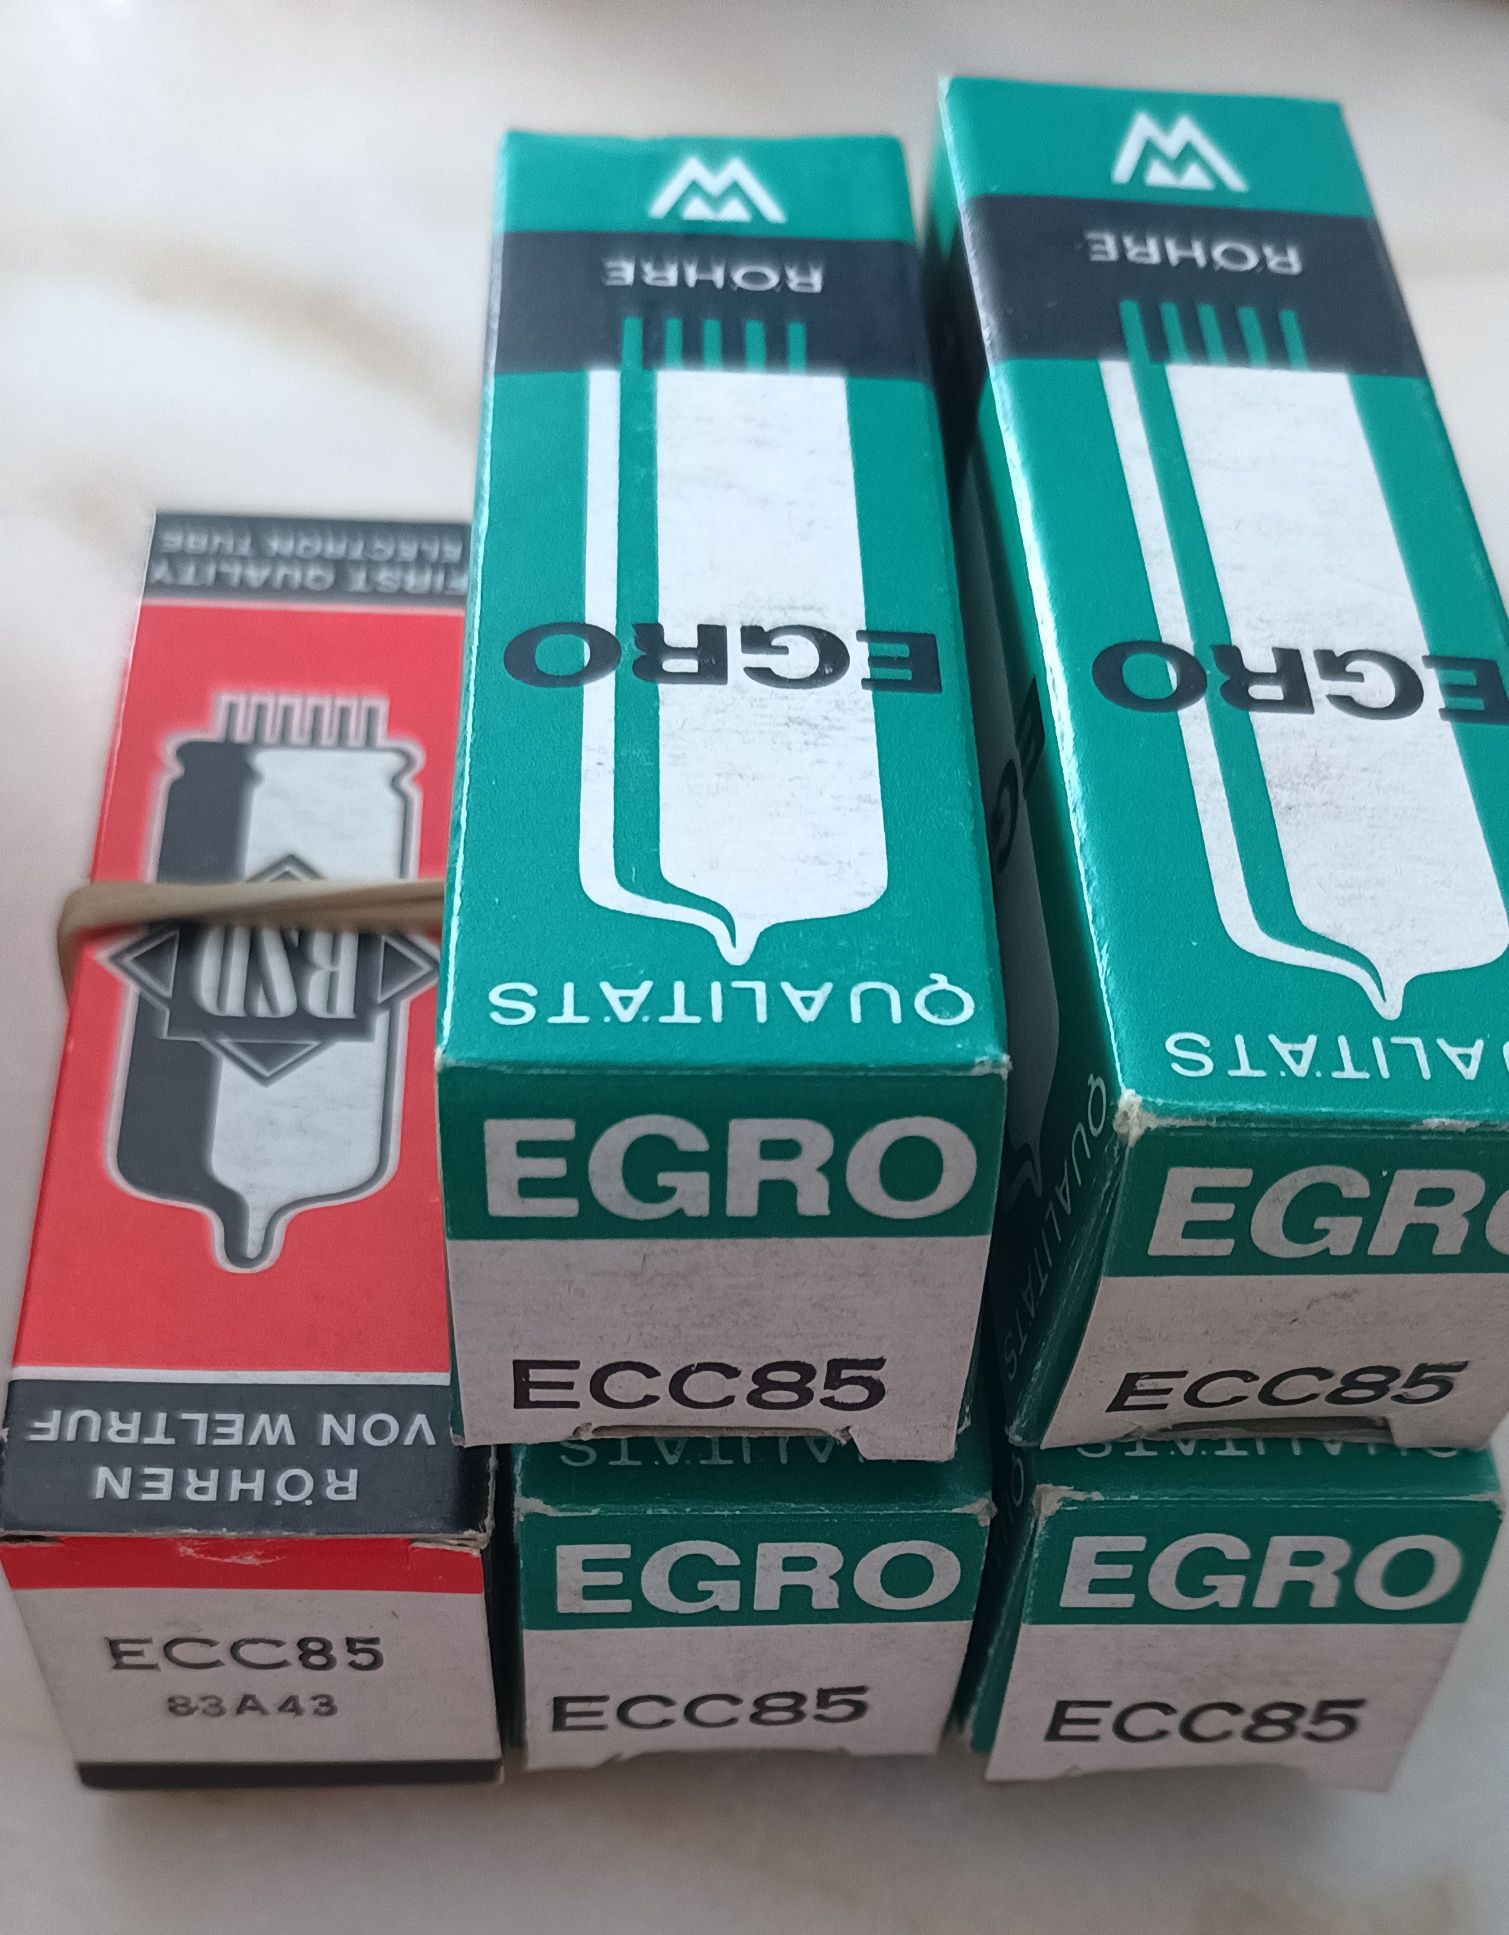 RÖHRE
EGRO
QUALITÄTS
EGRO
ECC85
RÖHRE
EGRO
EGRO
ECC85
QUALITÄTS
FIRST QUALITY
ELECTRON TUBE
RSD
RÖHREN
VON WELTRUF
ECC85
83A43
QUALITÄTS
EGRO
ECC85
QUALITÄTS
EGRO
ECC85